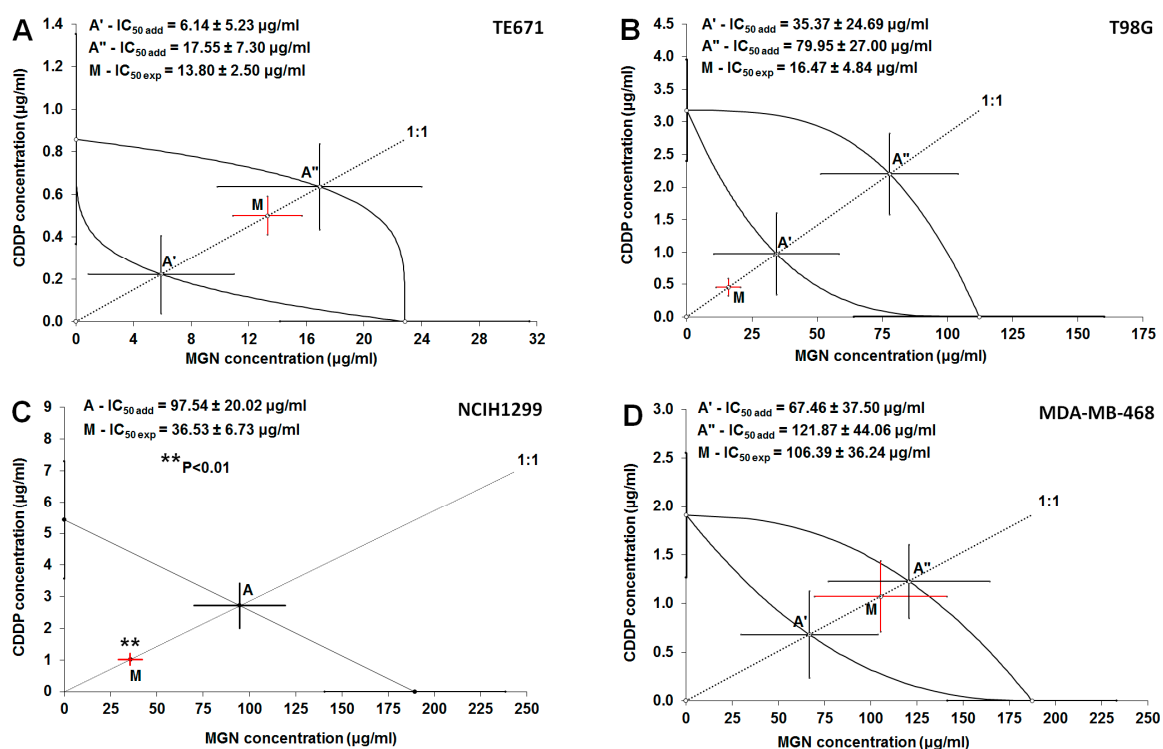 A
TE671
A' - IC50 add = 6.14 ± 5.23 µg/ml
A" - IC50 add = 17.55 ± 7.30 µg/ml
M - IC50 exp = 13.80 ± 2.50 µg/ml
CDDP concentration (µg/ml)
1.4
1.2
1.0
0.8
0.6
0.4
0.2
0.0
1:1
A"
M
A'
0 4 8 12 16 20 24 28 32
MGN concentration (µg/ml)
B
T98G
A' - IC50 add = 35.37 ± 24.69 µg/ml
A" - IC50 add = 79.95 ± 27.00 µg/ml
M - IC50 exp = 16.47 ± 4.84 µg/ml
CDDP concentration (µg/ml)
4.5
4.0
3.5
3.0
2.5
2.0
1.5
1.0
0.5
0.0
1:1
A"
A'
M
0 25 50 75 100 125 150 175
MGN concentration (µg/ml)
C
NCIH1299
A - IC50 add = 97.54 ± 20.02 µg/ml
M - IC50 exp = 36.53 ± 6.73 µg/ml
**P<0.01
CDDP concentration (µg/ml)
9
8
7
6
5
4
3
2
1
0
1:1
A
**
M
0 25 50 75 100 125 150 175 200 225 250
MGN concentration (µg/ml)
D
MDA-MB-468
A' - IC50 add = 67.46 ± 37.50 µg/ml
A" - IC50 add = 121.87 ± 44.06 µg/ml
M - IC50 exp = 106.39 ± 36.24 µg/ml
CDDP concentration (µg/ml)
3.0
2.5
2.0
1.5
1.0
0.5
0.0
1:1
A"
M
A'
0 25 50 75 100 125 150 175 200 225 250
MGN concentration (µg/ml)